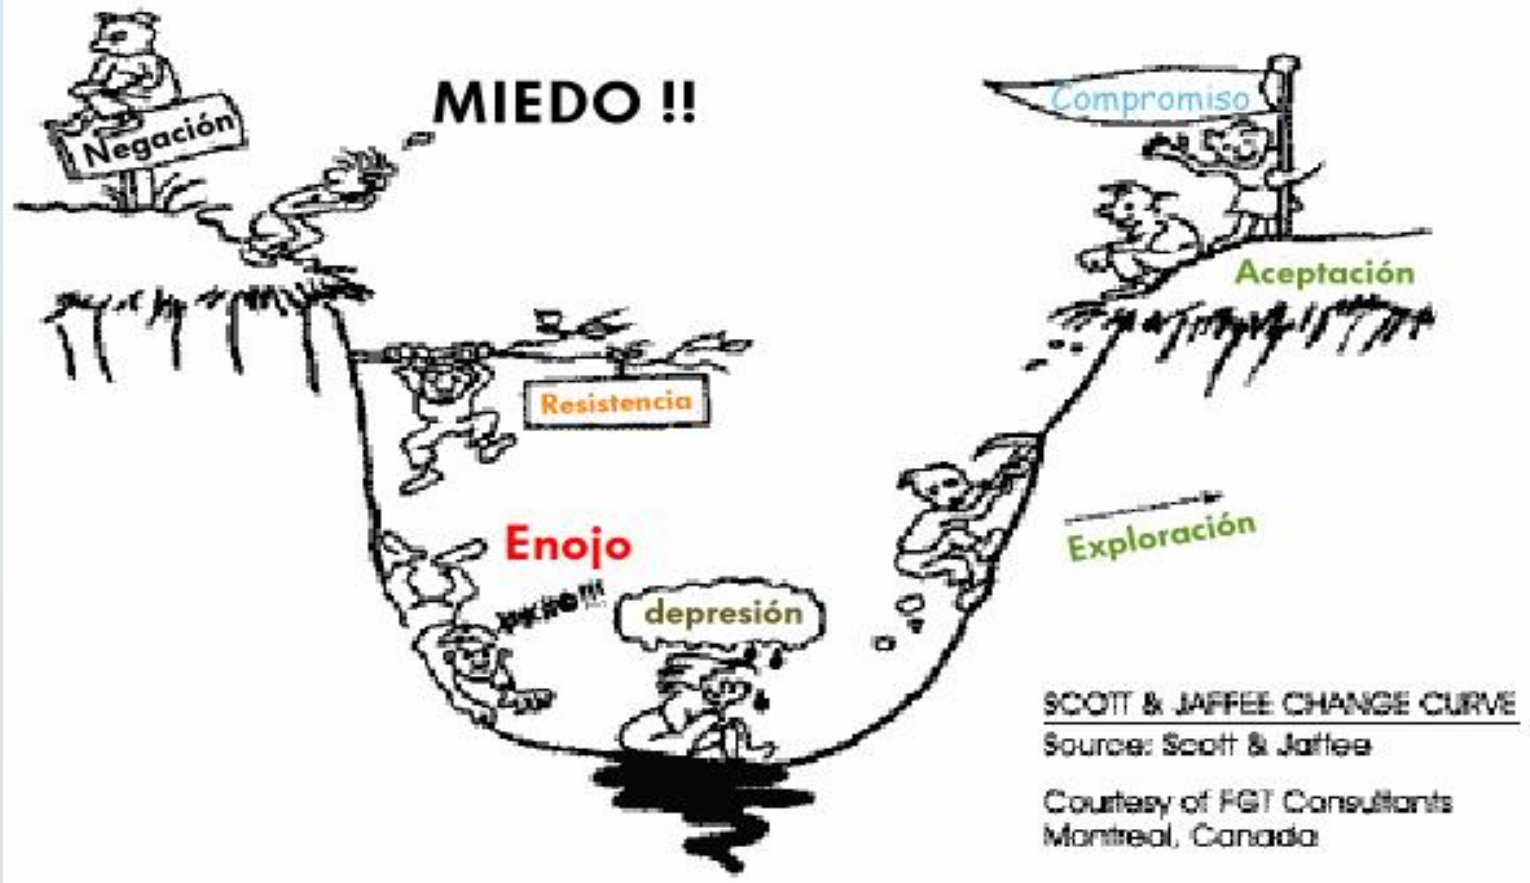 MIEDO !!
Negación
Compromiso
Aceptación
Resistencia
Exploración
Enojo
depresión
SCOTT & JAFFEE CHANGE CURVE
Source: Scott & Jaffee
Courtesy of FGT Consultants
Montreal, Canada